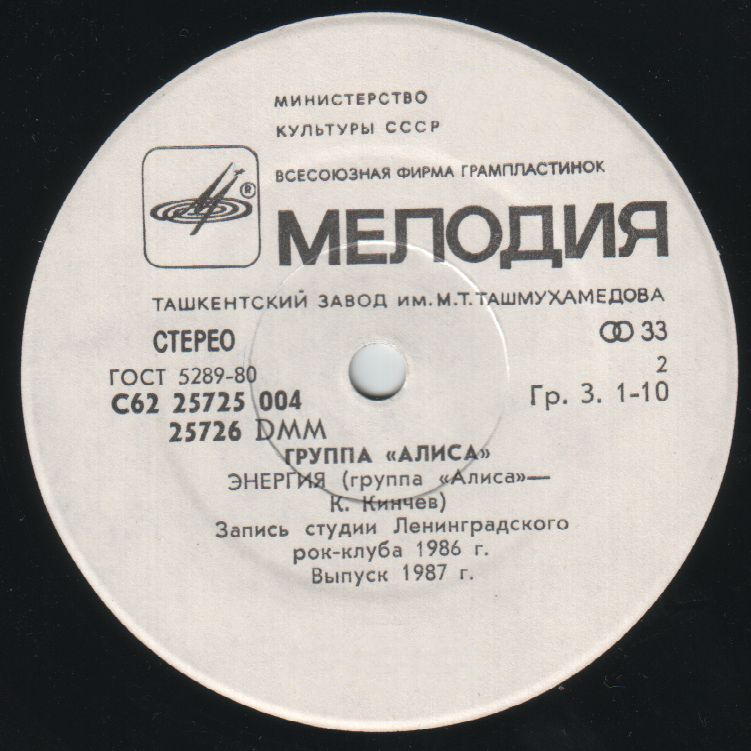 МИНИСТЕРСТВО
КУЛЬТУРЫ СССР
ВСЕСОЮЗНАЯ ФИРМА ГРАМПЛАСТИНОК
®
МЕЛОДИЯ
ТАШКЕНТСКИЙ ЗАВОД ИМ. М.Т. ТАШМУХАМЕДОВА
СТЕРЕО 33
ГОСТ 5289-80 2
С62 25725 004 Гр. 3. 1-10
25726 DMM
ГРУППА «АЛИСА»
ЭНЕРГИЯ (группа «Алиса»—
К. Кинчев)
Запись студии Ленинградского
рок-клуба 1986 г.
Выпуск 1987 г.